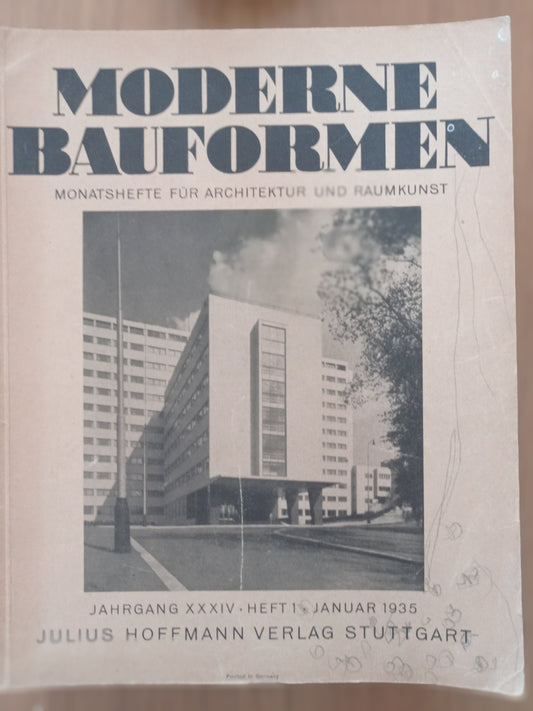 MODERNE
BAUFORMEN
MONATSHEFTE FÜR ARCHITEKTUR UND RAUMKUNST
JAHRGANG XXXIV · HEFT 1 · JANUAR 1935
JULIUS HOFFMANN VERLAG STUTTGART
Printed in Germany